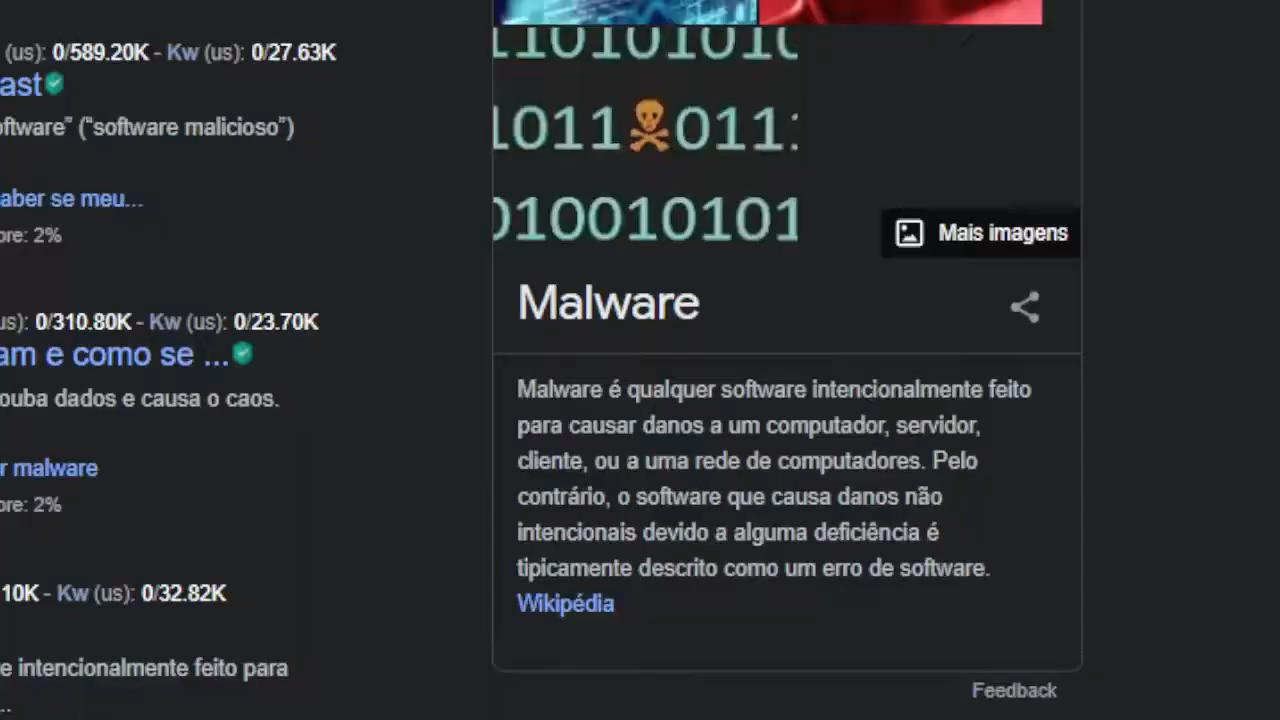 (us): 0/589.20K - Kw (us): 0/27.63K
ast
oftware” (“software malicioso”)
aber se meu...
ore: 2%
us): 0/310.80K - Kw (us): 0/23.70K
am e como se ...
ouba dados e causa o caos.
r malware
ore: 2%
10K - Kw (us): 0/32.82K
e intencionalmente feito para
..
11010101
1011 011
010010101
Mais imagens
Malware
Malware é qualquer software intencionalmente feito
para causar danos a um computador, servidor,
cliente, ou a uma rede de computadores. Pelo
contrário, o software que causa danos não
intencionais devido a alguma deficiência é
tipicamente descrito como um erro de software.
Wikipédia
Feedback